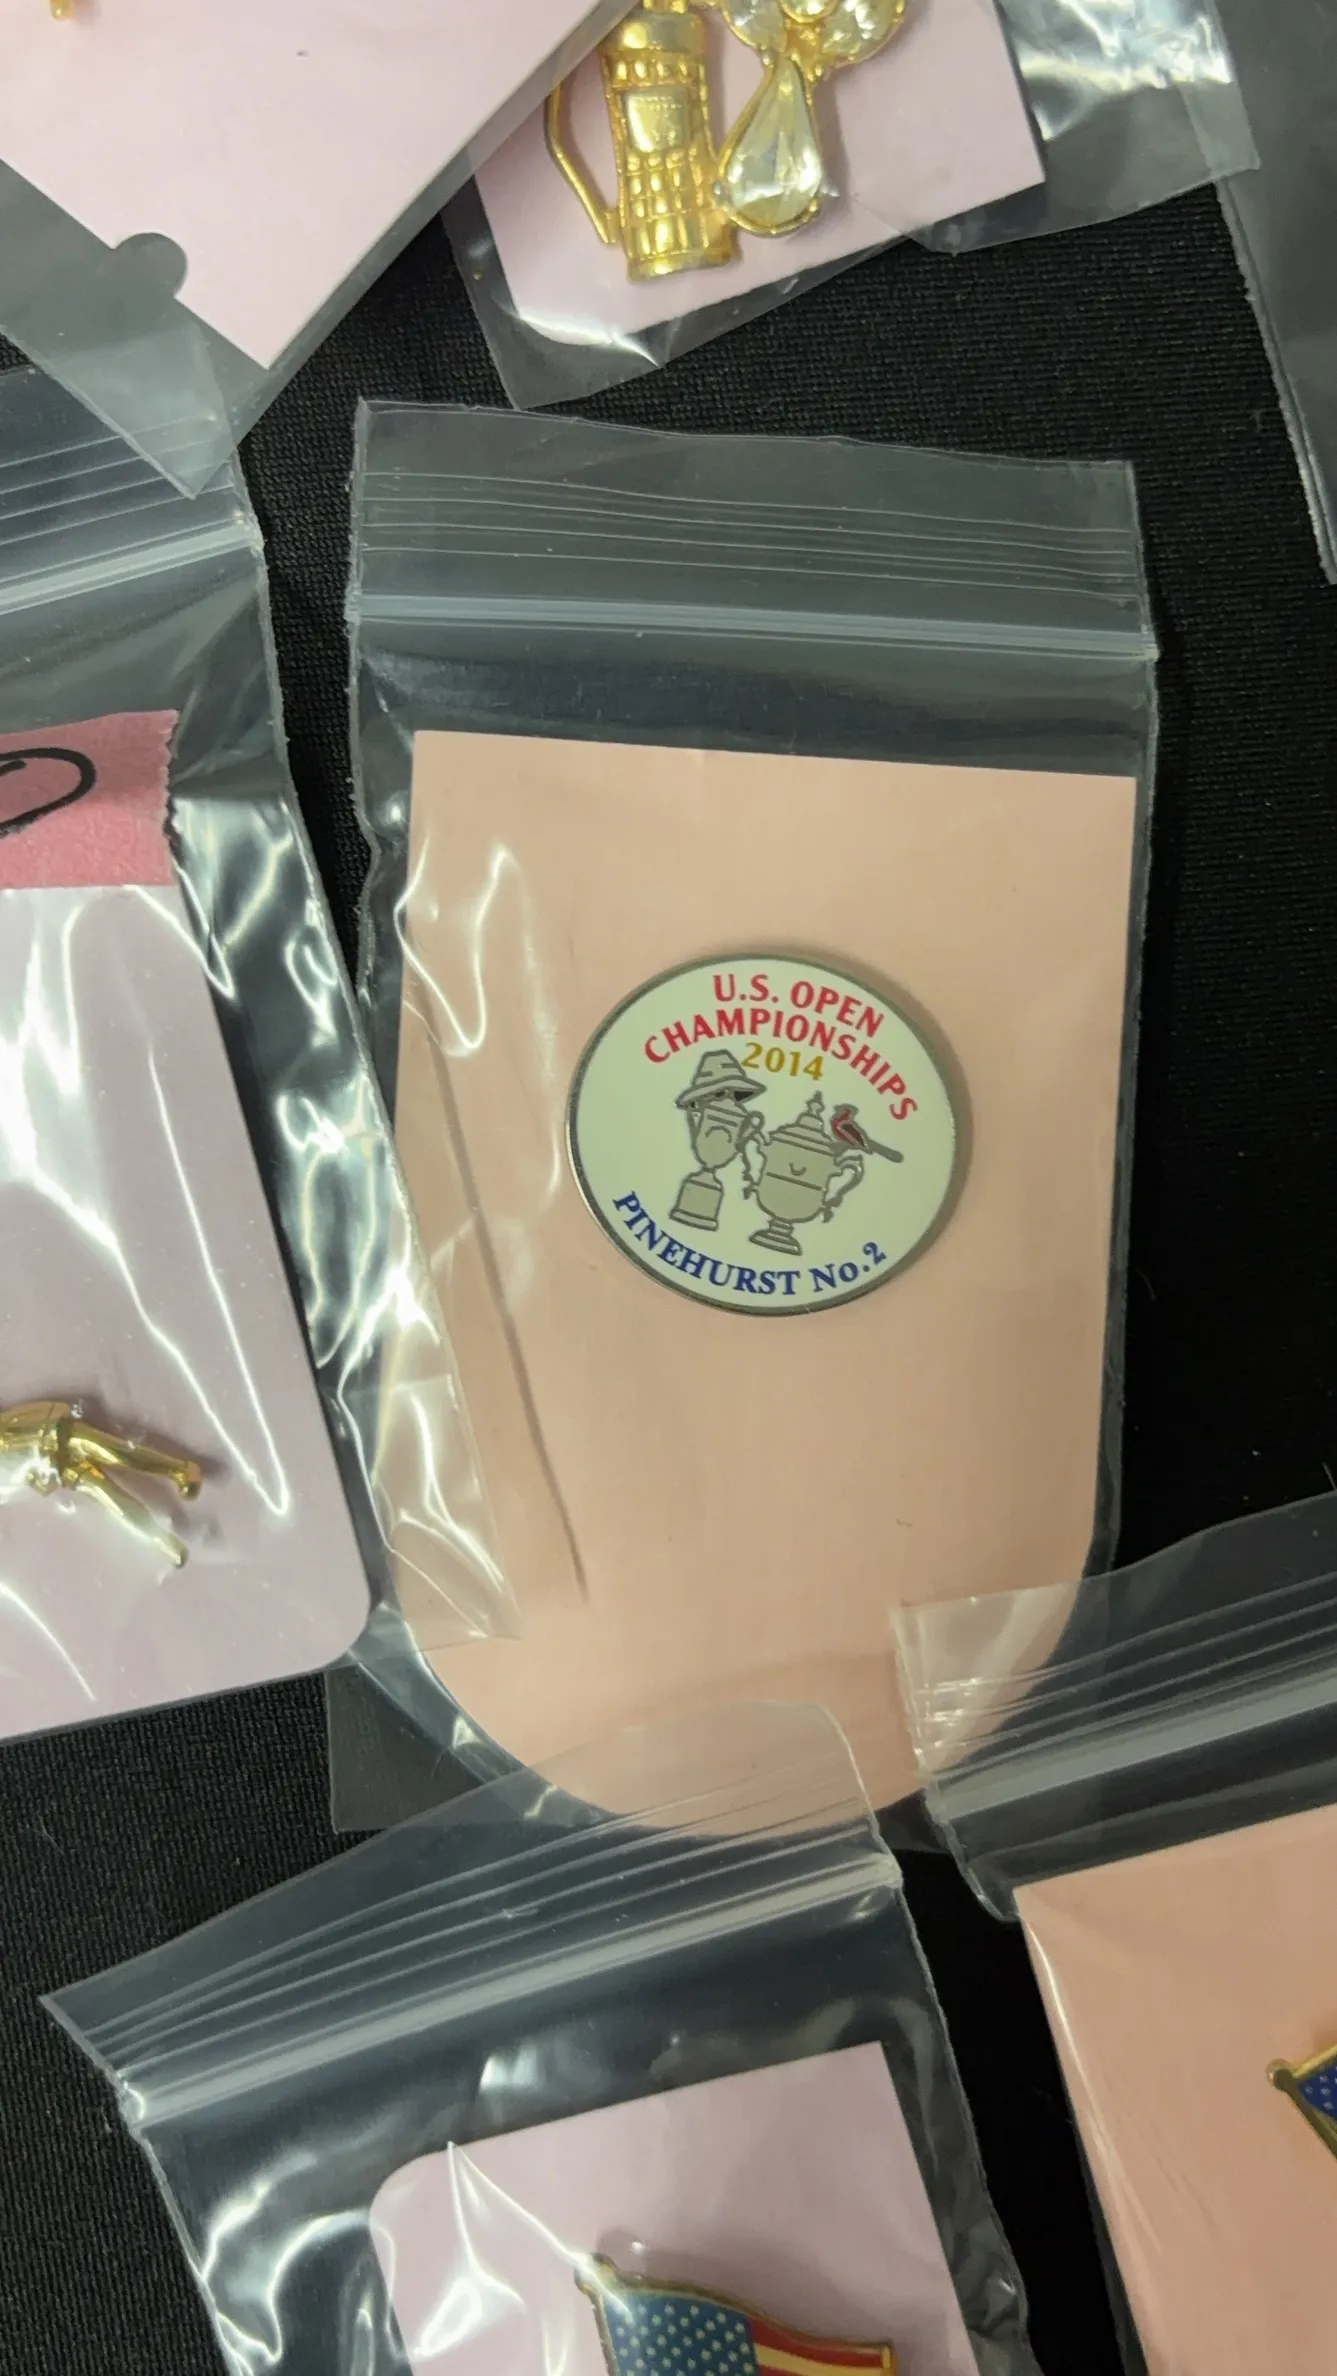 U.S. OPEN
CHAMPIONSHIPS
2014
PINEHURST No.2